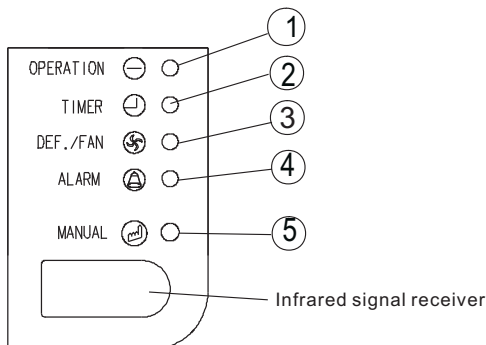 1
OPERATION
2
TIMER
3
DEF./FAN
4
ALARM
5
MANUAL
Infrared signal receiver